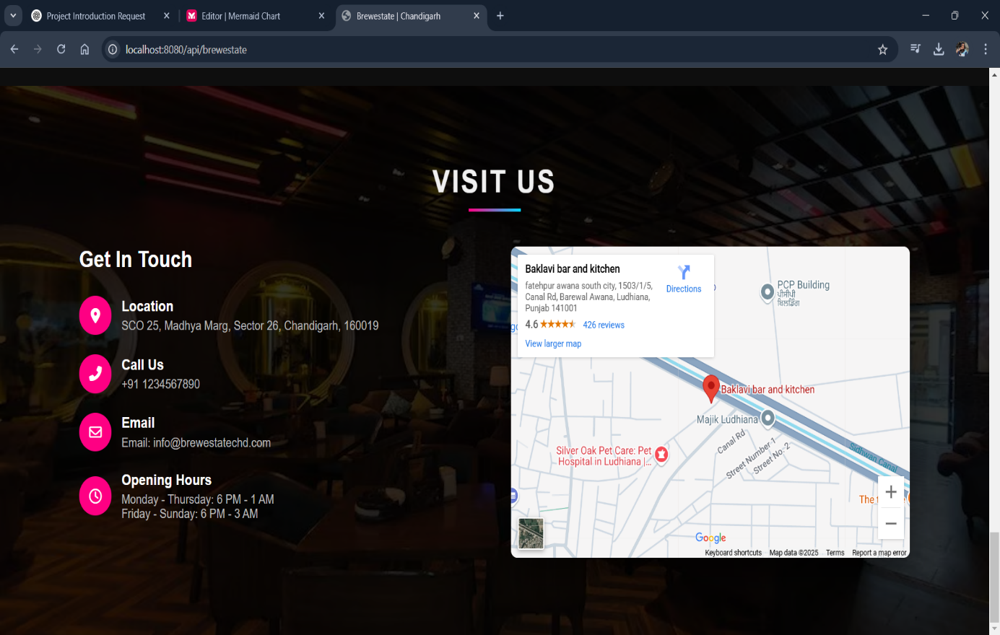 Project Introduction Request
Editor | Mermaid Chart
Brewestate | Chandigarh
localhost:8080/api/brewestate
VISIT US
Get In Touch
Location
SCO 25, Madhya Marg, Sector 26, Chandigarh, 160019
Call Us
+91 1234567890
Email
Email: info@brewestatechd.com
Opening Hours
Monday - Thursday: 6 PM - 1 AM
Friday - Sunday: 6 PM - 3 AM
Baklavi bar and kitchen
fatehpur awana south city, 1503/1/5,
Canal Rd, Barewal Awana, Ludhiana,
Punjab 141001
Directions
4.6 426 reviews
View larger map
PCP Building
ਪੀਸੀਪੀ
ਬਿਲਡਿੰਗ
Baklavi bar and kitchen
Majik Ludhiana
Canal Rd
Street Number 1
Street No. 2
Sidhwan Canal
Silver Oak Pet Care: Pet
Hospital in Ludhiana |...
Google
Keyboard shortcuts Map data ©2025 Terms Report a map error